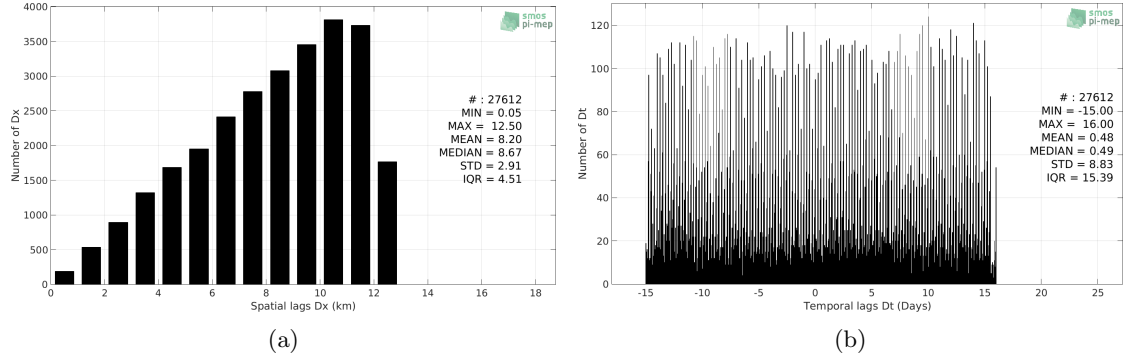 4000
3500
3000
2500
2000
1500
1000
500
0
Number of Dx
0 2 4 6 8 10 12 14 16 18
Spatial lags Dx (km)
smos
pi-mep
# : 27612
MIN = 0.05
MAX = 12.50
MEAN = 8.20
MEDIAN = 8.67
STD = 2.91
IQR = 4.51
(a)
120
100
80
60
40
20
0
Number of Dt
-15 -10 -5 0 5 10 15 20 25
Temporal lags Dt (Days)
smos
pi-mep
# : 27612
MIN = -15.00
MAX = 16.00
MEAN = 0.48
MEDIAN = 0.49
STD = 8.83
IQR = 15.39
(b)